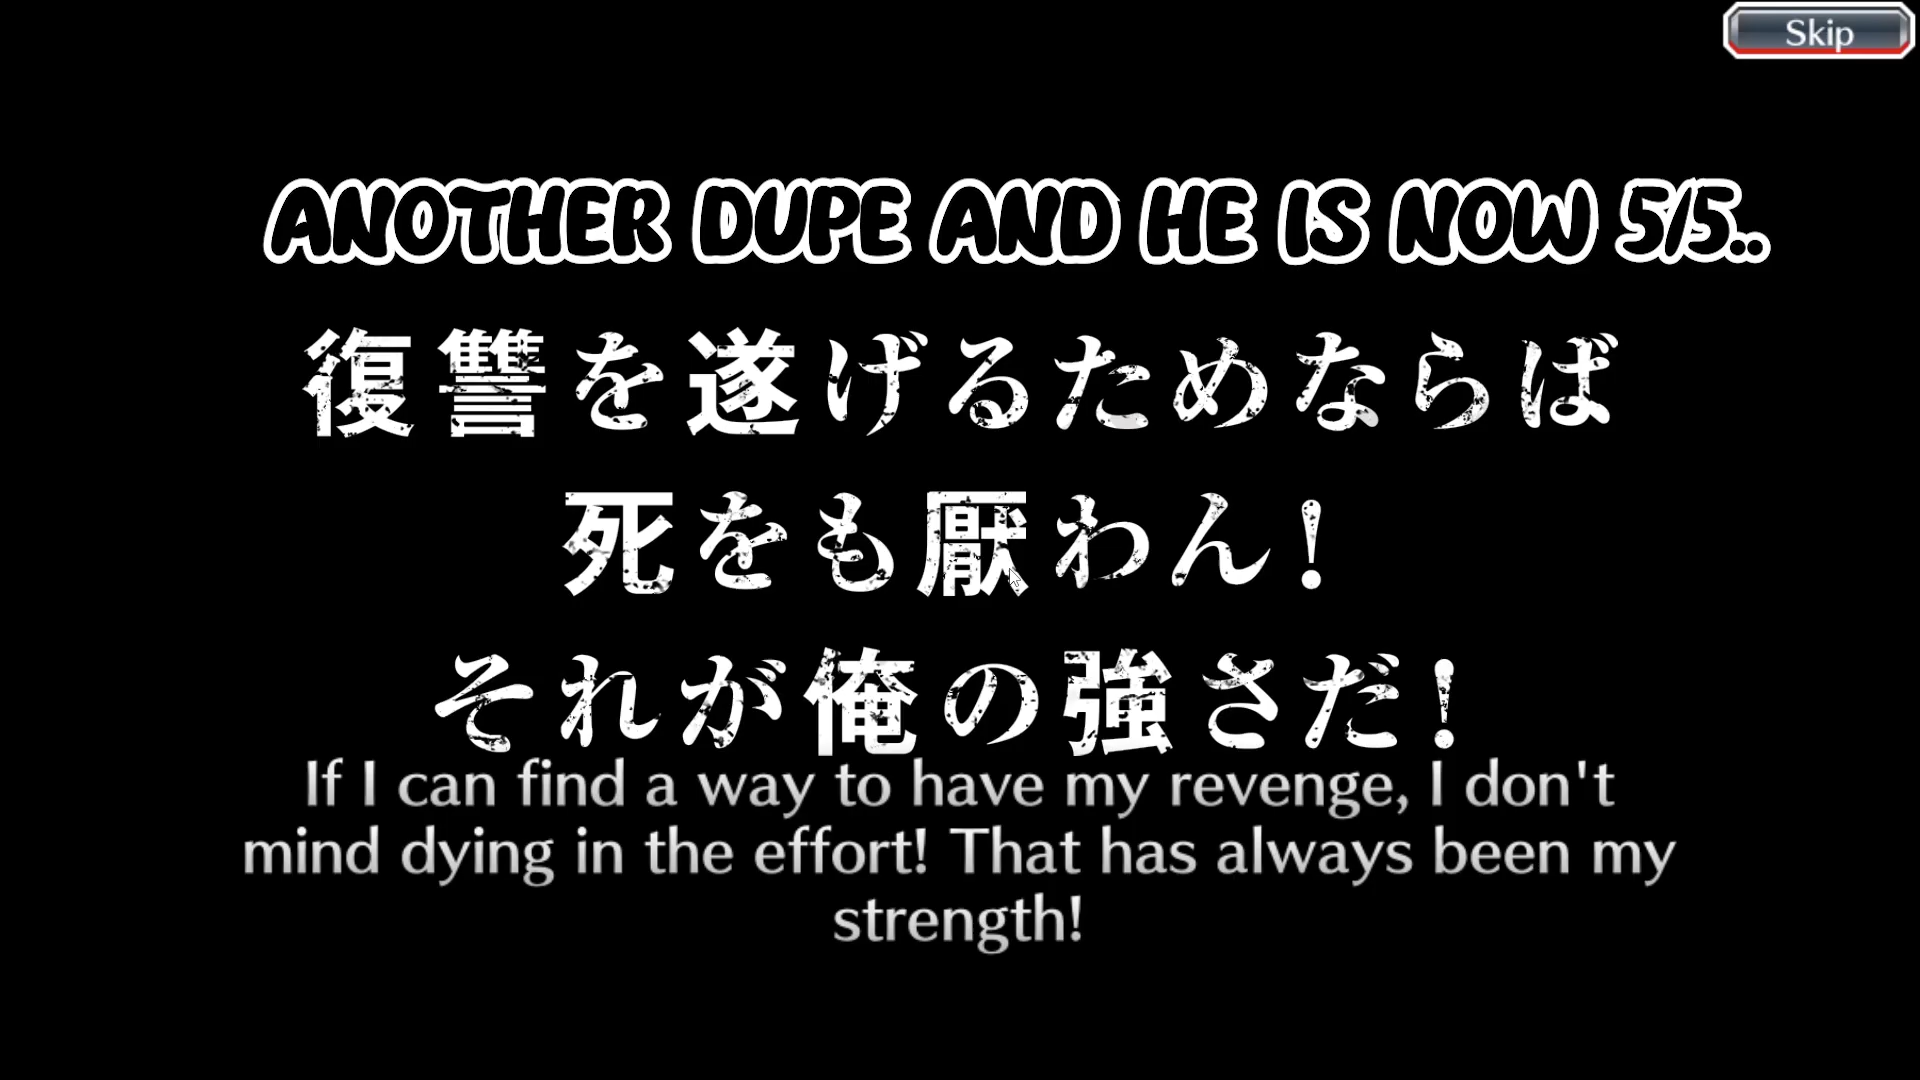 Skip
ANOTHER DUPE AND HE IS NOW 5/5..
復讐を遂げるためならば
死をも厭わん!
それが俺の強さだ!
If I can find a way to have my revenge, I don't
mind dying in the effort! That has always been my
strength!